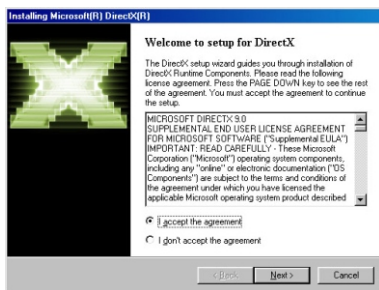 Installing Microsoft(R) DirectX(R)
Welcome to setup for DirectX
The DirectX setup wizard guides you through installation of
DirectX Runtime Components. Please read the following
license agreement. Press the PAGE DOWN key to see the rest
of the agreement. You must accept the agreement to continue
the setup.
MICROSOFT DIRECTX 9.0
SUPPLEMENTAL END USER LICENSE AGREEMENT
FOR MICROSOFT SOFTWARE ("Supplemental EULA")
IMPORTANT: READ CAREFULLY - These Microsoft
Corporation ("Microsoft") operating system components,
including any "online" or electronic documentation ("OS
Components") are subject to the terms and conditions of
the agreement under which you have licensed the
applicable Microsoft operating system product described
I accept the agreement
I don't accept the agreement
< Back
Next >
Cancel